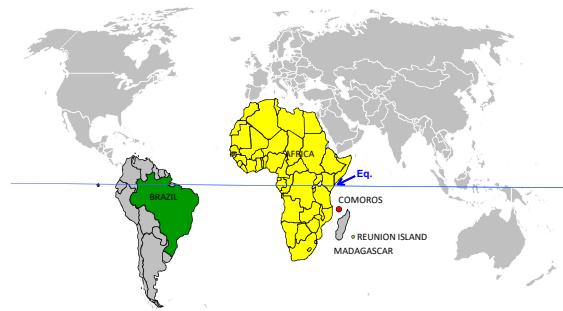 AFRICA
Eq.
BRAZIL
COMOROS
REUNION ISLAND
MADAGASCAR